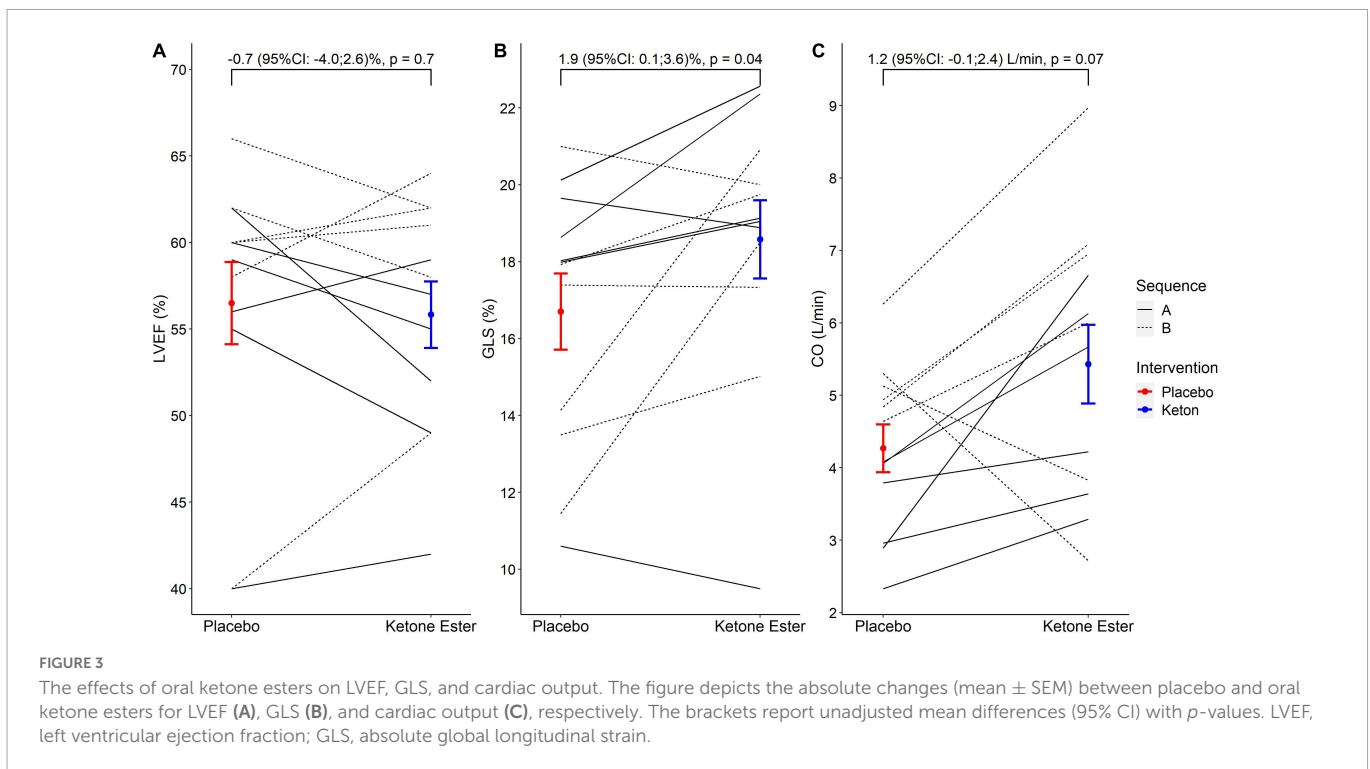 A
-0.7 (95%CI: -4.0;2.6)%, p = 0.7
70
65
60
55
50
45
40
LVEF (%)
Placebo
Ketone Ester
B
1.9 (95%CI: 0.1;3.6)%, p = 0.04
22
20
18
16
14
12
10
GLS (%)
Placebo
Ketone Ester
C
1.2 (95%CI: -0.1;2.4) L/min, p = 0.07
9
8
7
6
5
4
3
2
CO (L/min)
Placebo
Ketone Ester
Sequence
A
B
Intervention
Placebo
Keton
FIGURE 3
The effects of oral ketone esters on LVEF, GLS, and cardiac output. The figure depicts the absolute changes (mean ± SEM) between placebo and oral
ketone esters for LVEF (A), GLS (B), and cardiac output (C), respectively. The brackets report unadjusted mean differences (95% CI) with p-values. LVEF,
left ventricular ejection fraction; GLS, absolute global longitudinal strain.